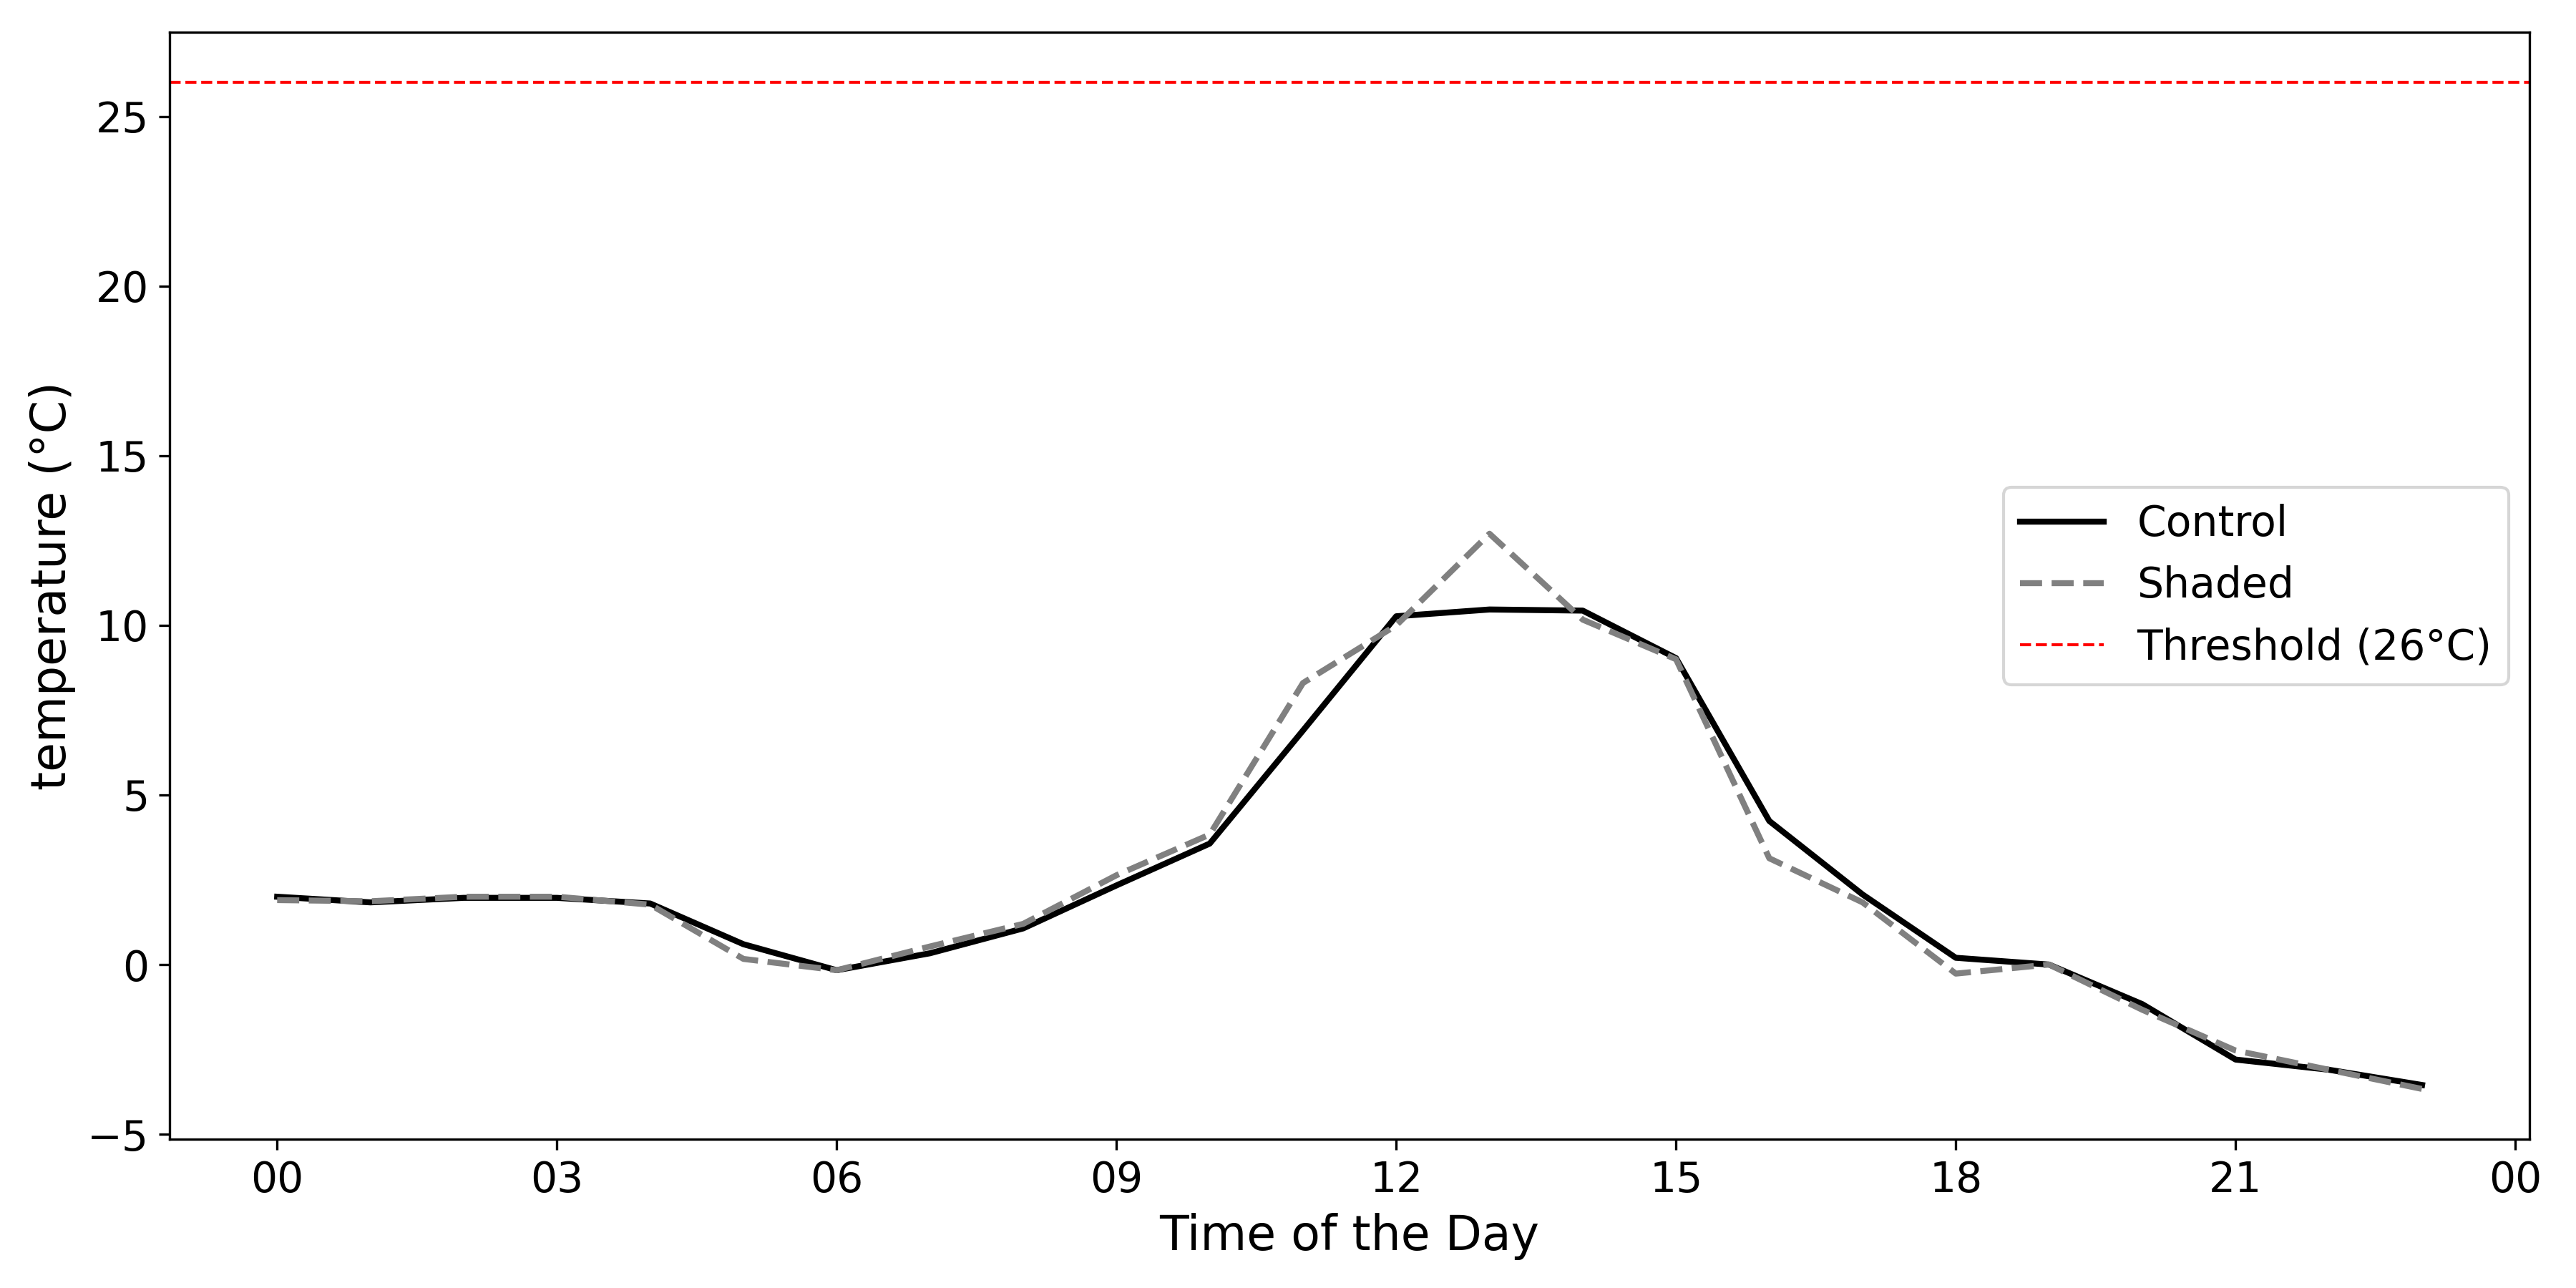 25
20
15
10
5
0
−5
temperature (°C)
Control
Shaded
Threshold (26°C)
00 03 06 09 12 15 18 21 00
Time of the Day